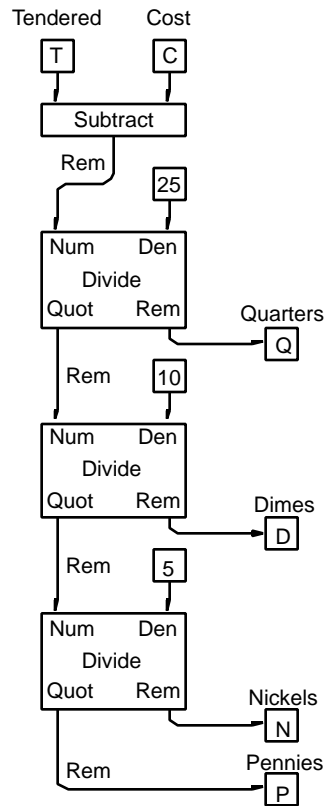 Tendered Cost
T C
Subtract
Rem
25
Num Den
Divide
Quot Rem
Quarters
Q
Rem
10
Num Den
Divide
Quot Rem
Dimes
D
Rem
5
Num Den
Divide
Quot Rem
Nickels
N
Pennies
Rem
P